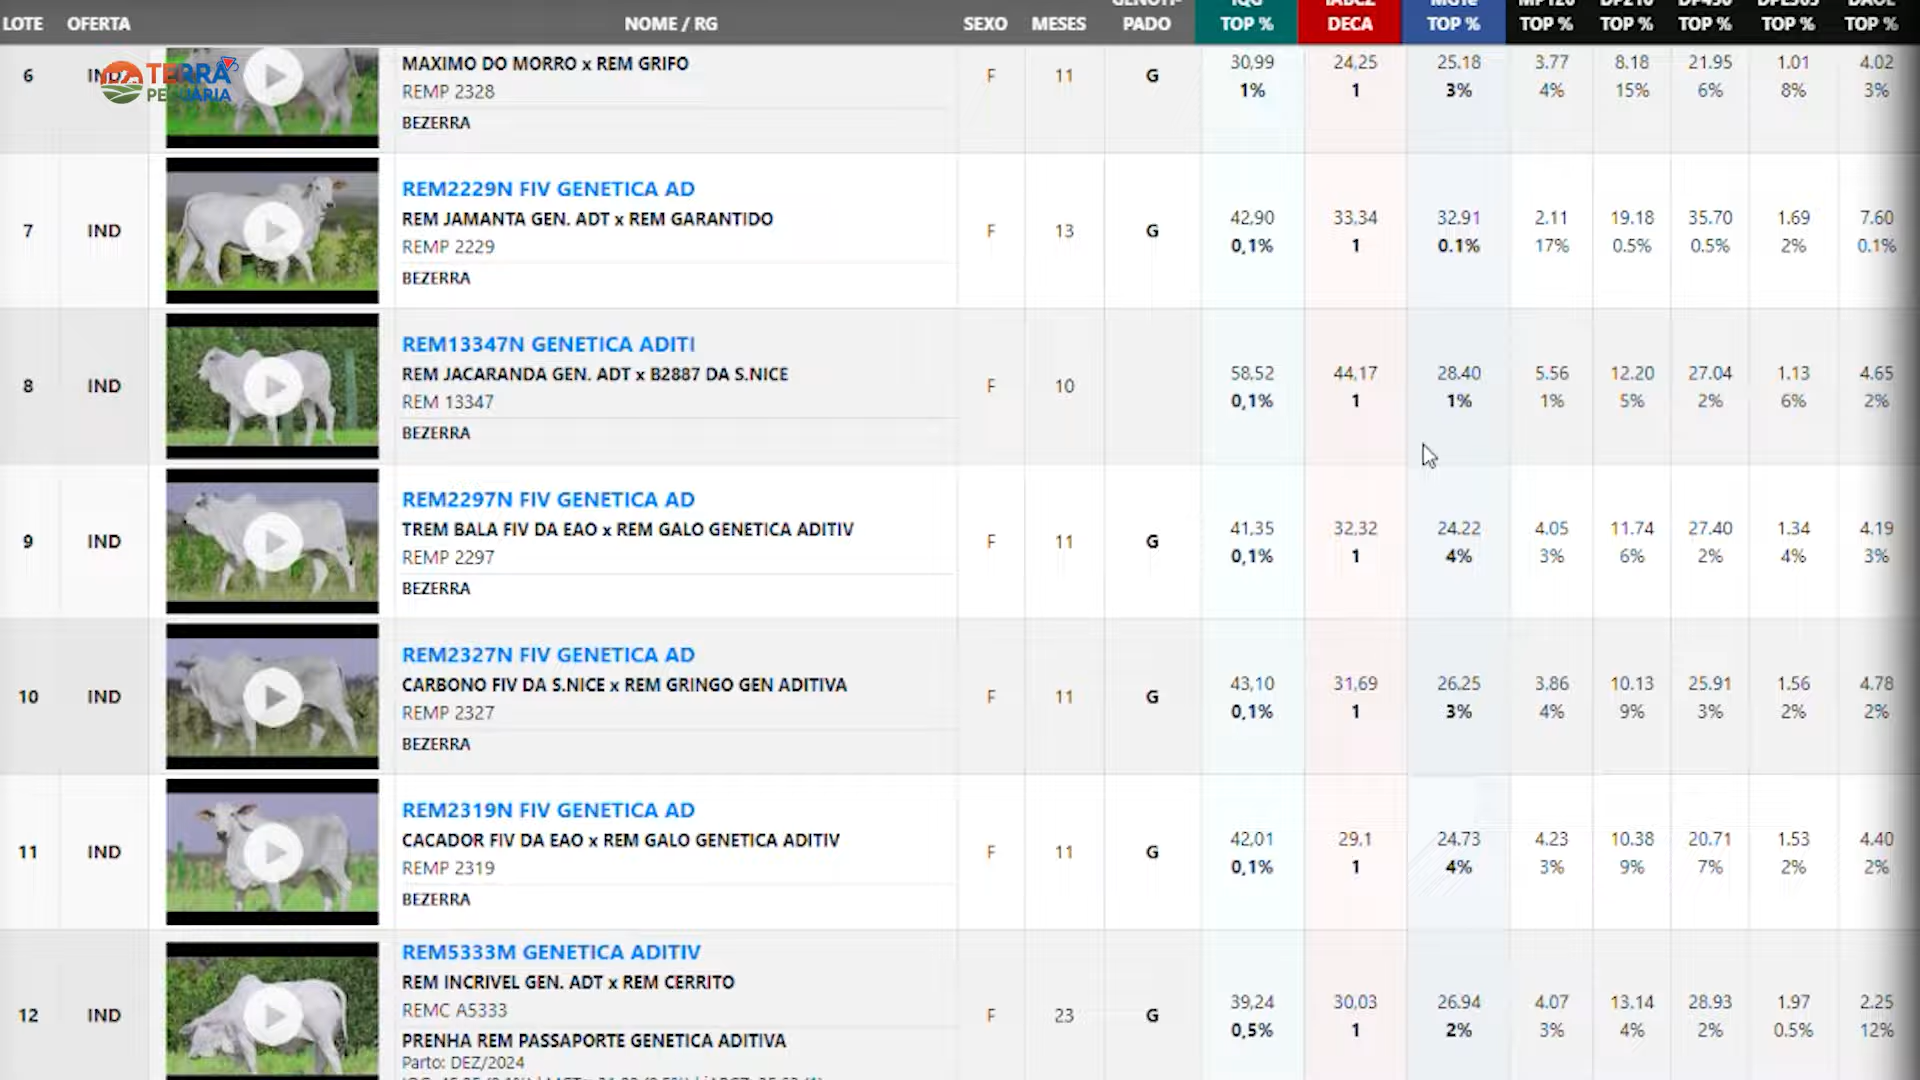 LOTE OFERTA NOME / RG SEXO MESES PADO TOP % DECA TOP % TOP % TOP % TOP % TOP % TOP %
TERRA
PECUÁRIA
6 MAXIMO DO MORRO x REM GRIFO F 11 G 30,99 24,25 25.18 3.77 8.18 21.95 1.01 4.02
REMP 2328 1% 1 3% 4% 15% 6% 8% 3%
BEZERRA
REM2229N FIV GENETICA AD
7 IND REM JAMANTA GEN. ADT x REM GARANTIDO F 13 G 42,90 33,34 32.91 2.11 19.18 35.70 1.69 7.60
REMP 2229 0,1% 1 0.1% 17% 0.5% 0.5% 2% 0.1%
BEZERRA
REM13347N GENETICA ADITI
8 IND REM JACARANDA GEN. ADT x B2887 DA S.NICE F 10 58,52 44,17 28.40 5.56 12.20 27.04 1.13 4.65
REM 13347 0,1% 1 1% 1% 5% 2% 6% 2%
BEZERRA
REM2297N FIV GENETICA AD
9 IND TREM BALA FIV DA EAO x REM GALO GENETICA ADITIV F 11 G 41,35 32,32 24.22 4.05 11.74 27.40 1.34 4.19
REMP 2297 0,1% 1 4% 3% 6% 2% 4% 3%
BEZERRA
REM2327N FIV GENETICA AD
10 IND CARBONO FIV DA S.NICE x REM GRINGO GEN ADITIVA F 11 G 43,10 31,69 26.25 3.86 10.13 25.91 1.56 4.78
REMP 2327 0,1% 1 3% 4% 9% 3% 2% 2%
BEZERRA
REM2319N FIV GENETICA AD
11 IND CACADOR FIV DA EAO x REM GALO GENETICA ADITIV F 11 G 42,01 29,1 24.73 4.23 10.38 20.71 1.53 4.40
REMP 2319 0,1% 1 4% 3% 9% 7% 2% 2%
BEZERRA
REM5333M GENETICA ADITIV
12 IND REM INCRIVEL GEN. ADT x REM CERRITO F 23 G 39,24 30,03 26.94 4.07 13.14 28.93 1.97 2.25
REMC A5333 0,5% 1 2% 3% 4% 2% 0.5% 12%
PRENHA REM PASSAPORTE GENETICA ADITIVA
Parto: DEZ/2024